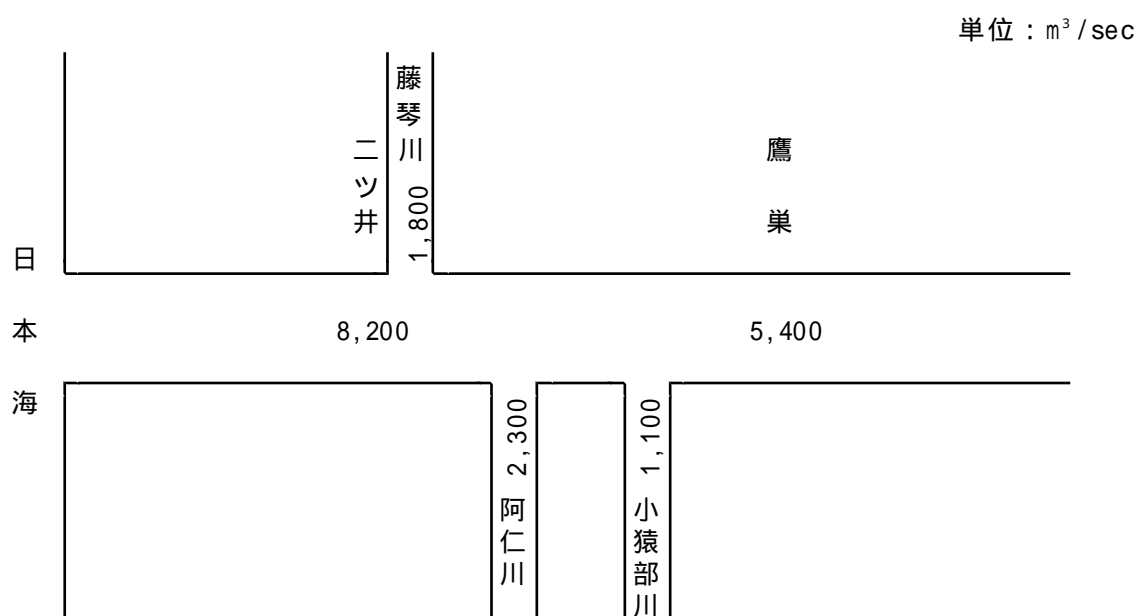 単位：m³/sec
藤琴川 1,800
二ツ井
鷹巣
日本海
8,200
5,400
阿仁川 2,300
小猿部川 1,100